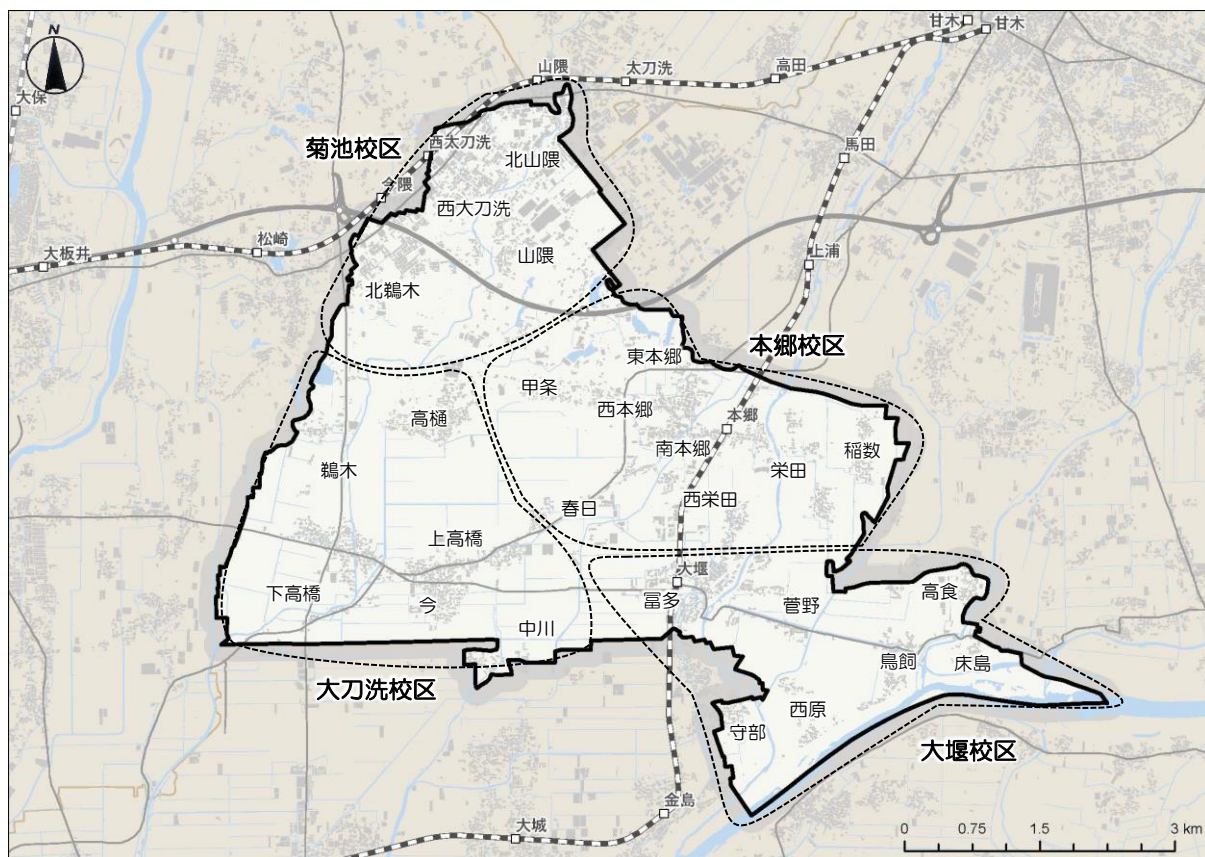 N
甘木
甘木
山隈
太刀洗
高田
大保
菊池校区
西太刀洗
北山隈
馬田
今隈
西大刀洗
大板井
松崎
山隈
上浦
北鵜木
東本郷
本郷校区
甲条
西本郷
高樋
本郷
南本郷
稲数
鵜木
栄田
西栄田
春日
上高橋
大堰
下高橋
今
冨多
菅野
高食
中川
鳥飼
床島
大刀洗校区
西原
守部
大堰校区
金島
大城
0 0.75 1.5 3 km